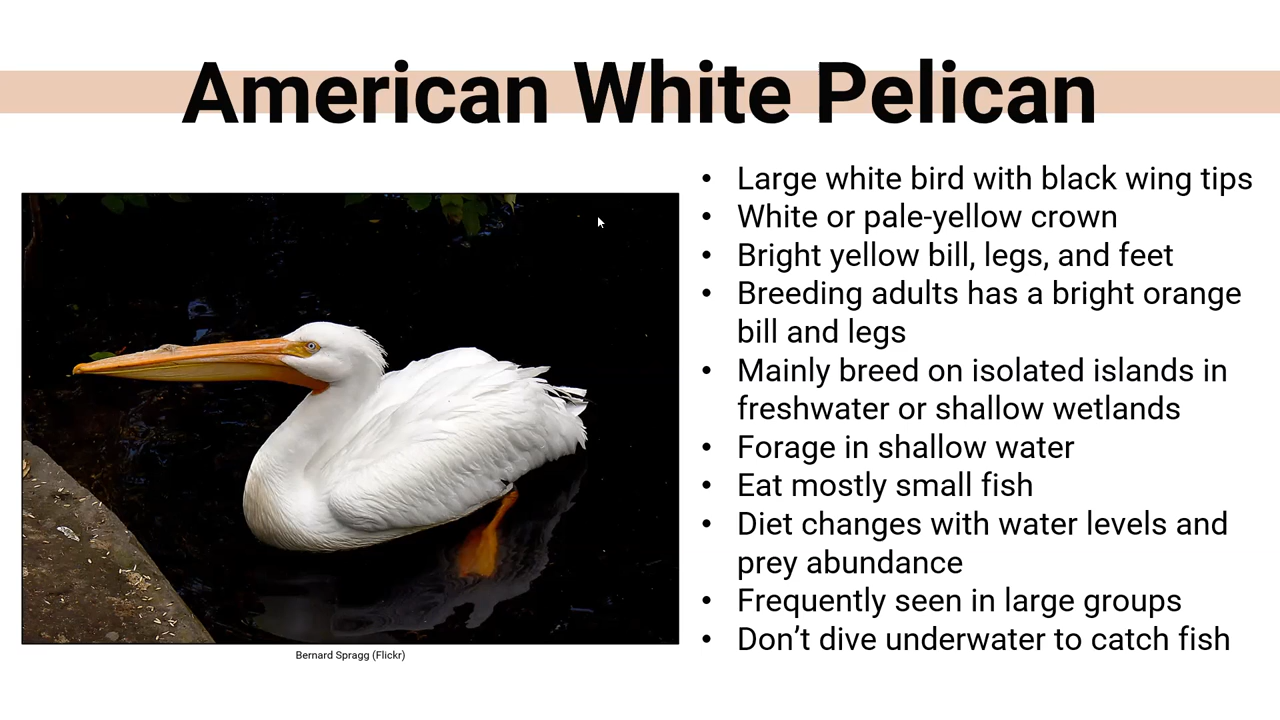 American White Pelican
• Large white bird with black wing tips
• White or pale-yellow crown
• Bright yellow bill, legs, and feet
• Breeding adults has a bright orange
bill and legs
• Mainly breed on isolated islands in
freshwater or shallow wetlands
• Forage in shallow water
• Eat mostly small fish
• Diet changes with water levels and
prey abundance
• Frequently seen in large groups
• Don’t dive underwater to catch fish
Bernard Spragg (Flickr)